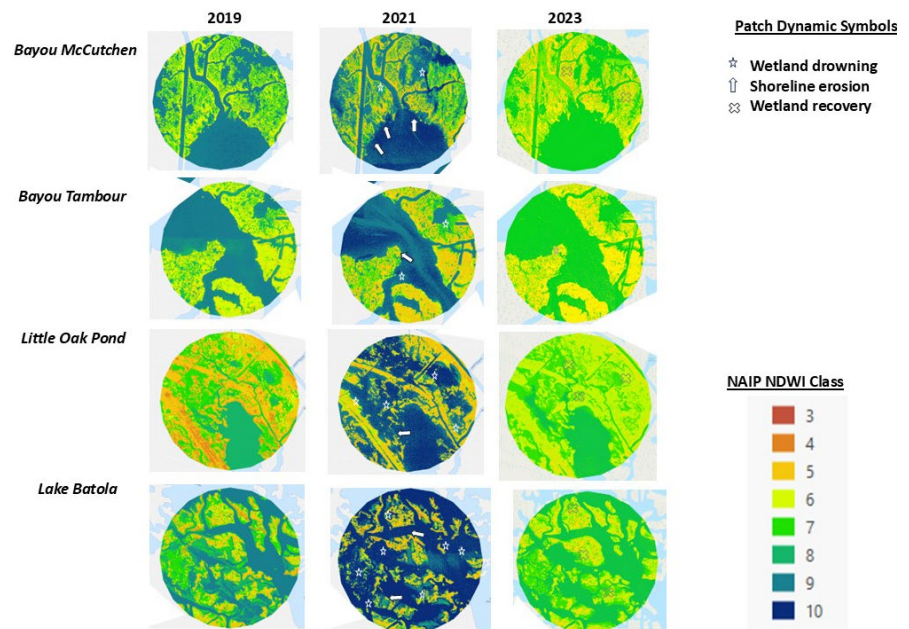 2019 2021 2023
Patch Dynamic Symbols
Bayou McCutchen
Wetland drowning
Shoreline erosion
Wetland recovery
Bayou Tambour
Little Oak Pond
NAIP NDWI Class
3
4
5
6
7
8
9
10
Lake Batola